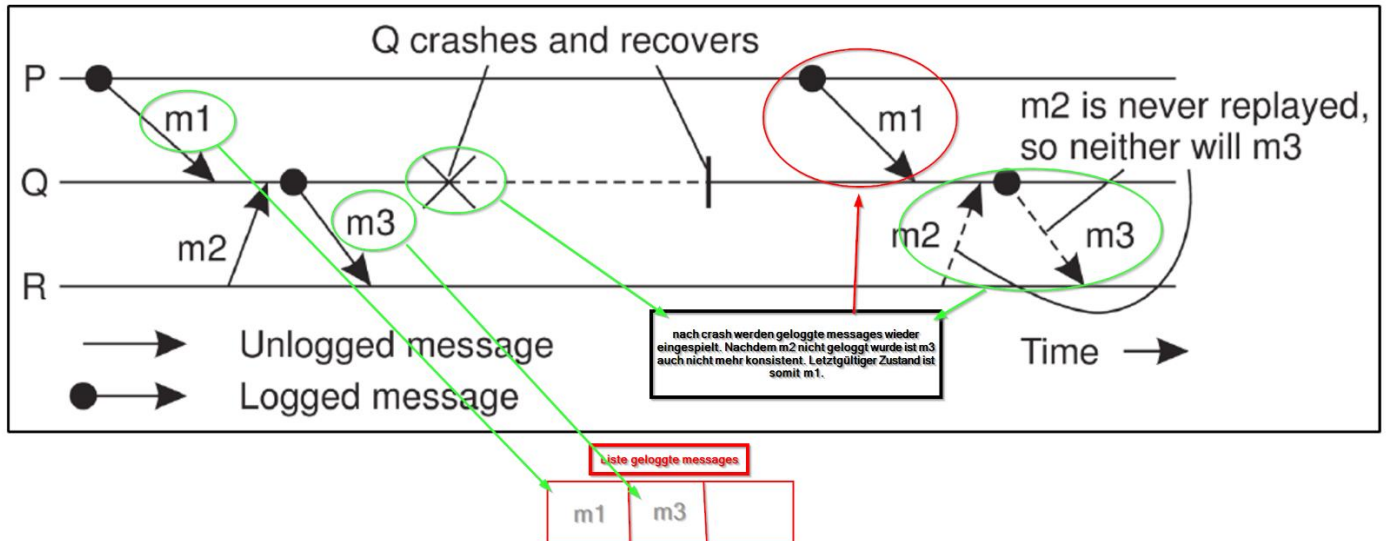 Q crashes and recovers
P
m1
m1
m2 is never replayed,
so neither will m3
Q
m2
m3
m2
m3
R
nach crash werden geloggte messages wieder
eingespielt. Nachdem m2 nicht geloggt wurde ist m3
auch nicht mehr konsistent. Letztgültiger Zustand ist
somit m1.
Unlogged message
Time
Logged message
Liste geloggte messages
m1
m3